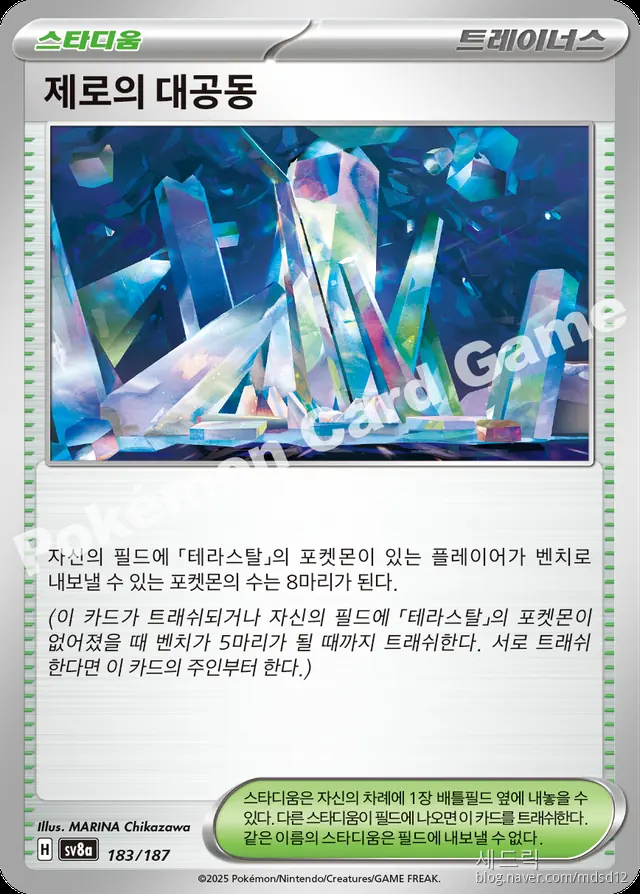 스타디움
트레이너스
제로의 대공동
Pokémon Card Game
자신의 필드에 「테라스탈」의 포켓몬이 있는 플레이어가 벤치로
내보낼 수 있는 포켓몬의 수는 8마리가 된다.
(이 카드가 트래쉬되거나 자신의 필드에 「테라스탈」의 포켓몬이
없어졌을 때 벤치가 5마리가 될 때까지 트래쉬한다. 서로 트래쉬
한다면 이 카드의 주인부터 한다.)
스타디움은 자신의 차례에 1장 배틀필드 옆에 내놓을 수
있다. 다른 스타디움이 필드에 나오면 이 카드를 트래쉬한다.
같은 이름의 스타디움은 필드에 내보낼 수 없다.
Illus. MARINA Chikazawa
H sv8a 183/187
©2025 Pokémon/Nintendo/Creatures/GAME FREAK.
세드릭
blog.naver.com/mdsd12